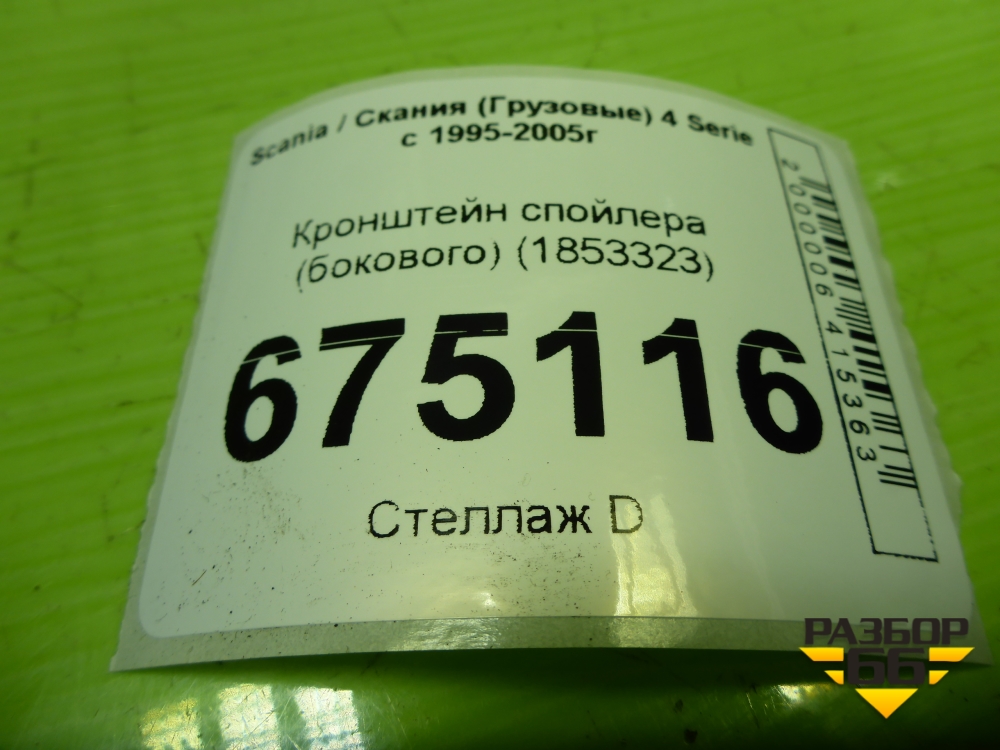 Scania / Скания (Грузовые) 4 Serie
с 1995-2005г
Кронштейн спойлера
(бокового) (1853323)
675116
Стеллаж D
2000006415363
РАЗБОР
66